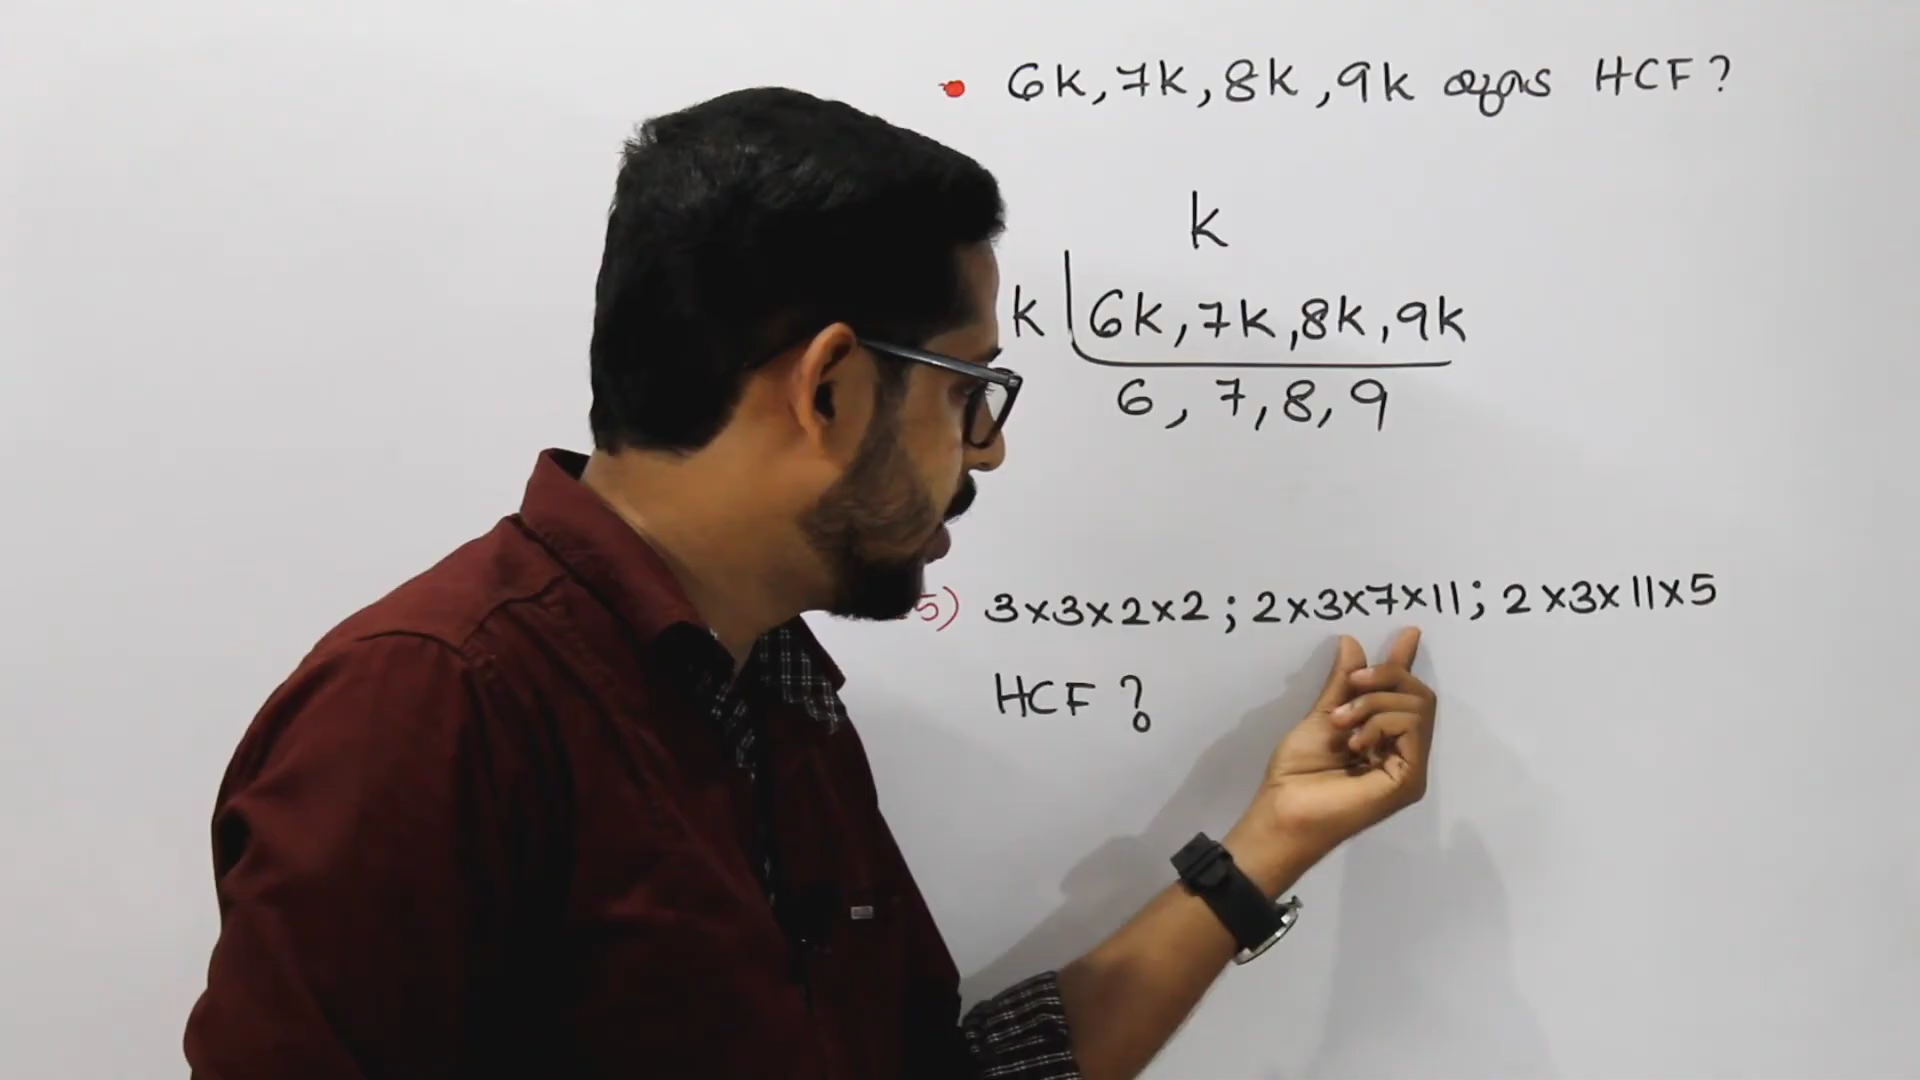 6k, 7k, 8k, 9k HCF ?
k
k 6k, 7k, 8k, 9k
6, 7, 8, 9
5) 3×3×2×2 ; 2×3×7×11; 2×3×11×5
HCF ?